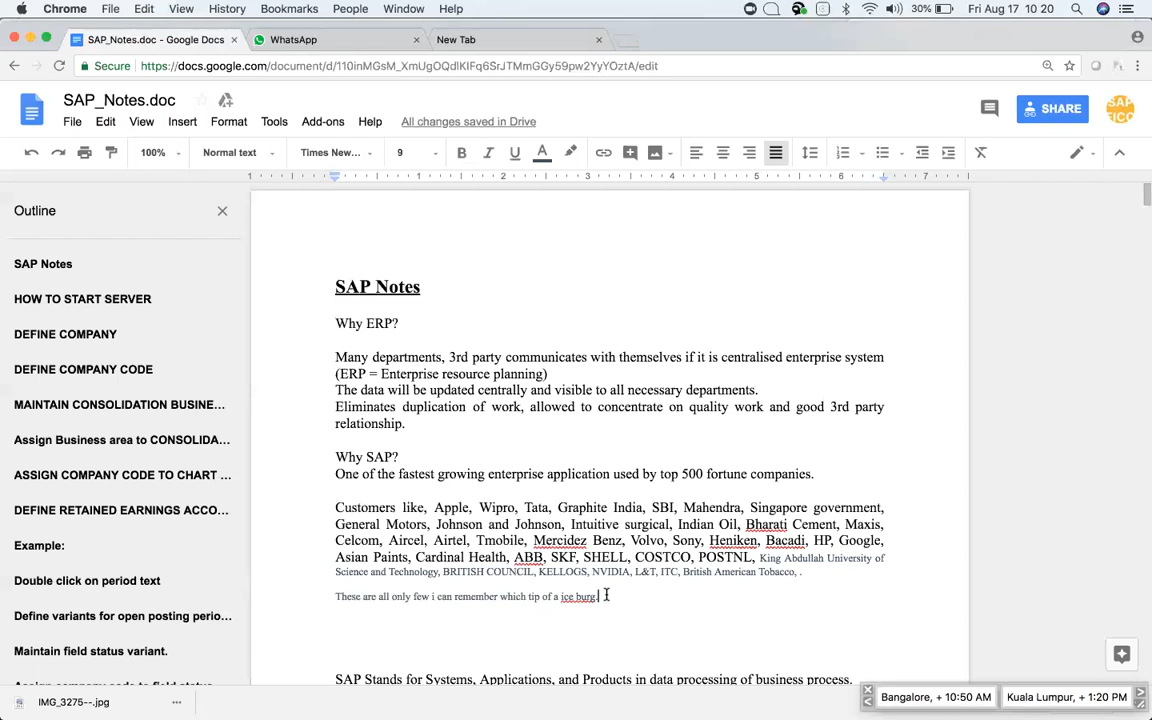 Chrome File Edit View History Bookmarks People Window Help 30% Fri Aug 17 10 20
SAP_Notes.doc - Google Docs WhatsApp New Tab
Secure https://docs.google.com/document/d/110inMGsM_XmUgOQdlKIFq6SrJTMmGGy59pw2YyYOztA/edit
SAP_Notes.doc
SHARE
SAP FICO
File Edit View Insert Format Tools Add-ons Help All changes saved in Drive
100% Normal text Times New... 9
1 1 2 3 4 5 6 7
Outline
SAP Notes
HOW TO START SERVER
DEFINE COMPANY
DEFINE COMPANY CODE
MAINTAIN CONSOLIDATION BUSINE...
Assign Business area to CONSOLIDA...
ASSIGN COMPANY CODE TO CHART ...
DEFINE RETAINED EARNINGS ACCO...
Example:
Double click on period text
Define variants for open posting perio...
Maintain field status variant.
SAP Notes
Why ERP?
Many departments, 3rd party communicates with themselves if it is centralised enterprise system
(ERP = Enterprise resource planning)
The data will be updated centrally and visible to all necessary departments.
Eliminates duplication of work, allowed to concentrate on quality work and good 3rd party
relationship.
Why SAP?
One of the fastest growing enterprise application used by top 500 fortune companies.
Customers like, Apple, Wipro, Tata, Graphite India, SBI, Mahendra, Singapore government,
General Motors, Johnson and Johnson, Intuitive surgical, Indian Oil, Bharati Cement, Maxis,
Celcom, Aircel, Airtel, Tmobile, Mercidez Benz, Volvo, Sony, Heniken, Bacadi, HP, Google,
Asian Paints, Cardinal Health, ABB, SKF, SHELL, COSTCO, POSTNL, King Abdullah University of
Science and Technology, BRITISH COUNCIL, KELLOGS, NVIDIA, L&T, ITC, British American Tobacco, .
These are all only few i can remember which tip of a ice burg.
SAP Stands for Systems, Applications, and Products in data processing of business process.
IMG_3275--.jpg
Bangalore, + 10:50 AM Kuala Lumpur, + 1:20 PM